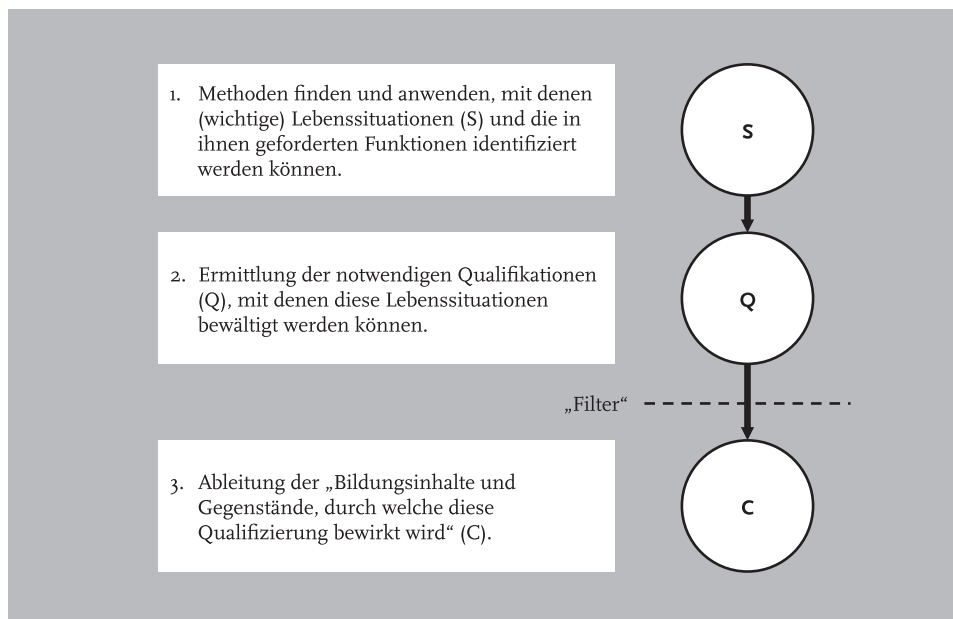 1. Methoden finden und anwenden, mit denen
(wichtige) Lebenssituationen (S) und die in
ihnen geforderten Funktionen identifiziert
werden können.
S
2. Ermittlung der notwendigen Qualifikationen
(Q), mit denen diese Lebenssituationen
bewältigt werden können.
Q
„Filter“
3. Ableitung der „Bildungsinhalte und
Gegenstände, durch welche diese
Qualifizierung bewirkt wird“ (C).
C